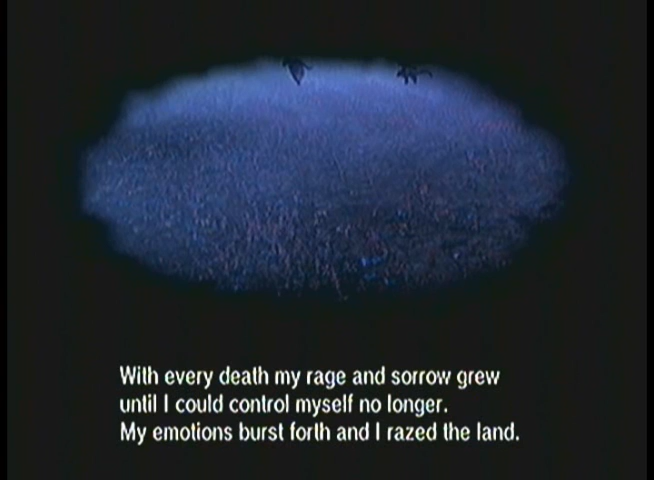 With every death my rage and sorrow grew
until I could control myself no longer.
My emotions burst forth and I razed the land.